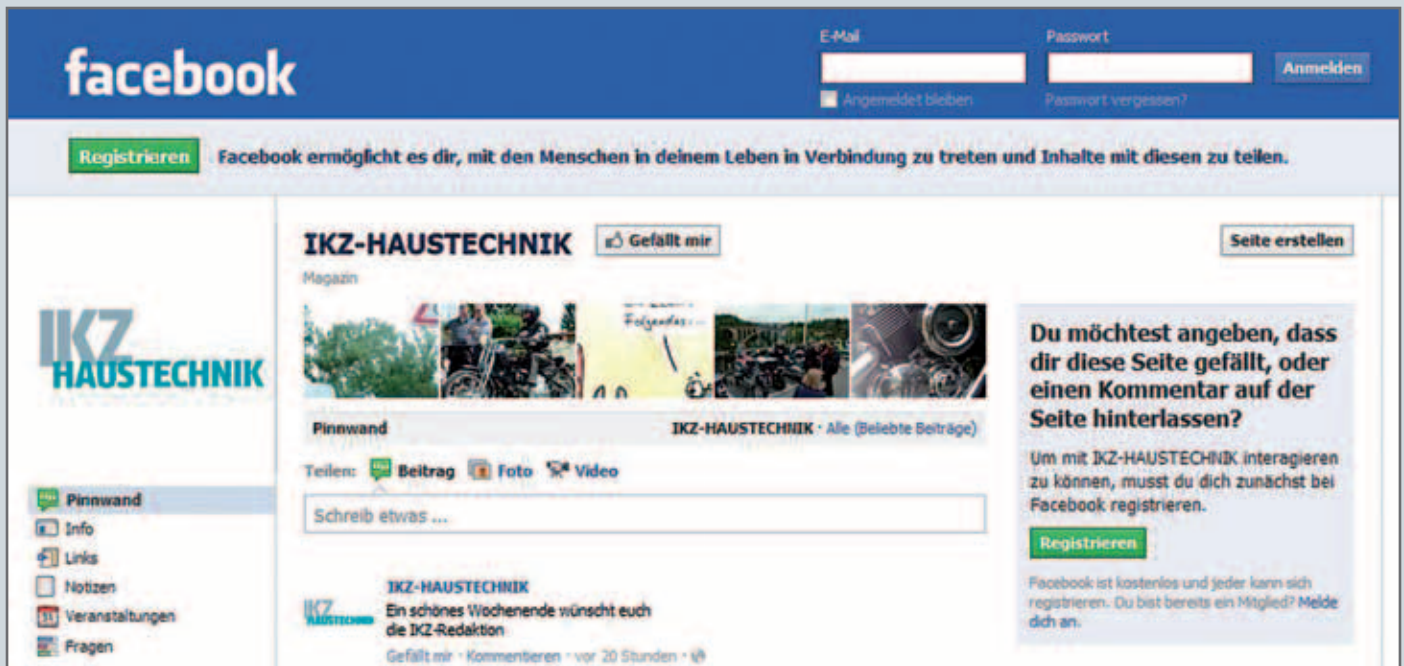 E-Mail
Passwort
facebook
Anmelden
Angemeldet bleiben
Passwort vergessen?
Registrieren
Facebook ermöglicht es dir, mit den Menschen in deinem Leben in Verbindung zu treten und Inhalte mit diesen zu teilen.
IKZ
HAUSTECHNIK
Pinnwand
Info
Links
Notizen
Veranstaltungen
Fragen
IKZ-HAUSTECHNIK
Gefällt mir
Seite erstellen
Magazin
Folgendes...
Pinnwand
IKZ-HAUSTECHNIK · Alle (Beliebte Beiträge)
Teilen: Beitrag Foto Video
Schreib etwas ...
IKZ
HAUSTECHNIK
IKZ-HAUSTECHNIK
Ein schönes Wochenende wünscht euch
die IKZ-Redaktion
Gefällt mir · Kommentieren · vor 20 Stunden ·
Du möchtest angeben, dass
dir diese Seite gefällt, oder
einen Kommentar auf der
Seite hinterlassen?
Um mit IKZ-HAUSTECHNIK interagieren
zu können, musst du dich zunächst bei
Facebook registrieren.
Registrieren
Facebook ist kostenlos und jeder kann sich
registrieren. Du bist bereits ein Mitglied? Melde
dich an.